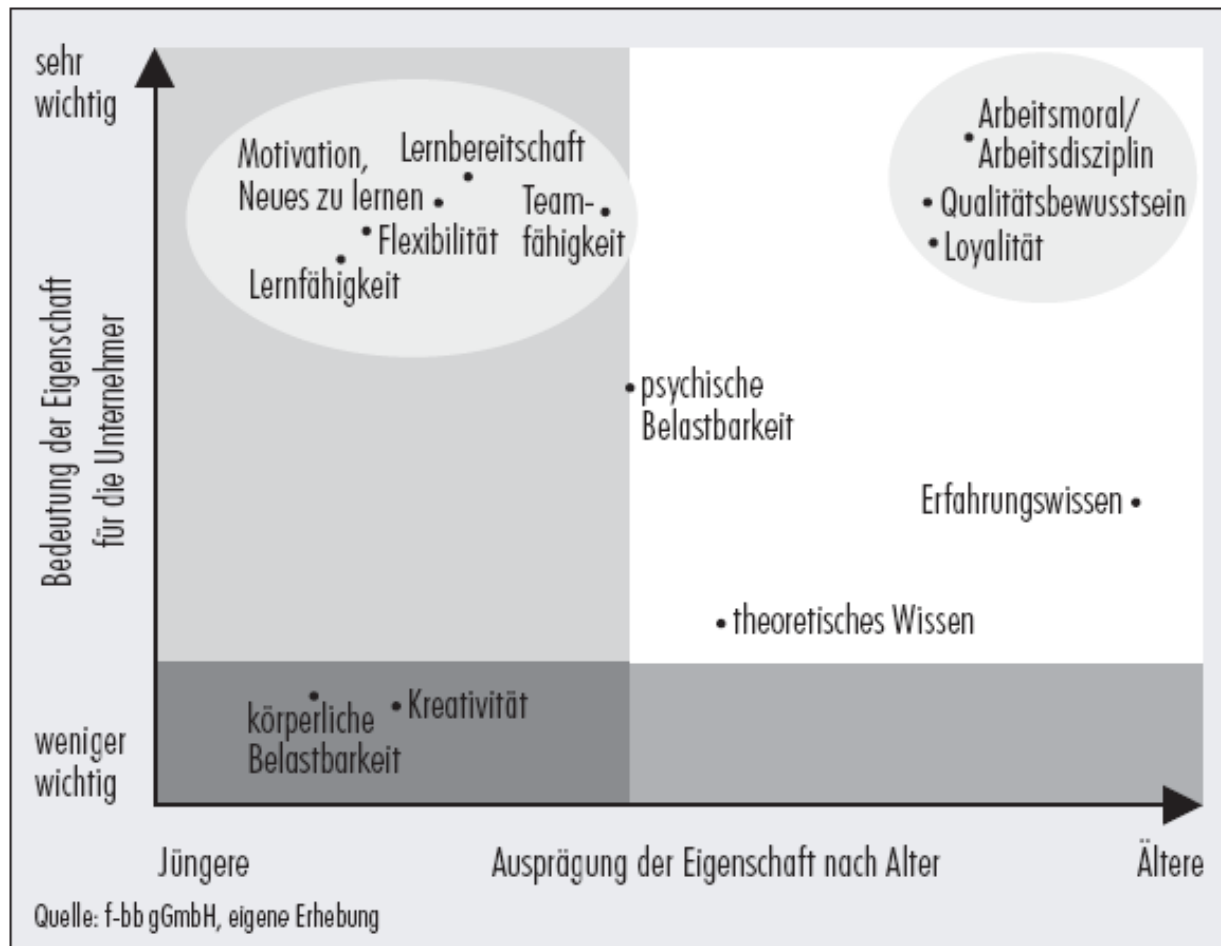 sehr
wichtig
Motivation,
Neues zu lernen
Lernbereitschaft
Team-
fähigkeit
Flexibilität
Lernfähigkeit
Arbeitsmoral/
Arbeitsdisziplin
Qualitätsbewusstsein
Loyalität
psychische
Belastbarkeit
Erfahrungswissen
theoretisches Wissen
körperliche
Belastbarkeit
Kreativität
weniger
wichtig
Bedeutung der Eigenschaft
für die Unternehmer
Jüngere
Ausprägung der Eigenschaft nach Alter
Ältere
Quelle: f-bb gGmbH, eigene Erhebung